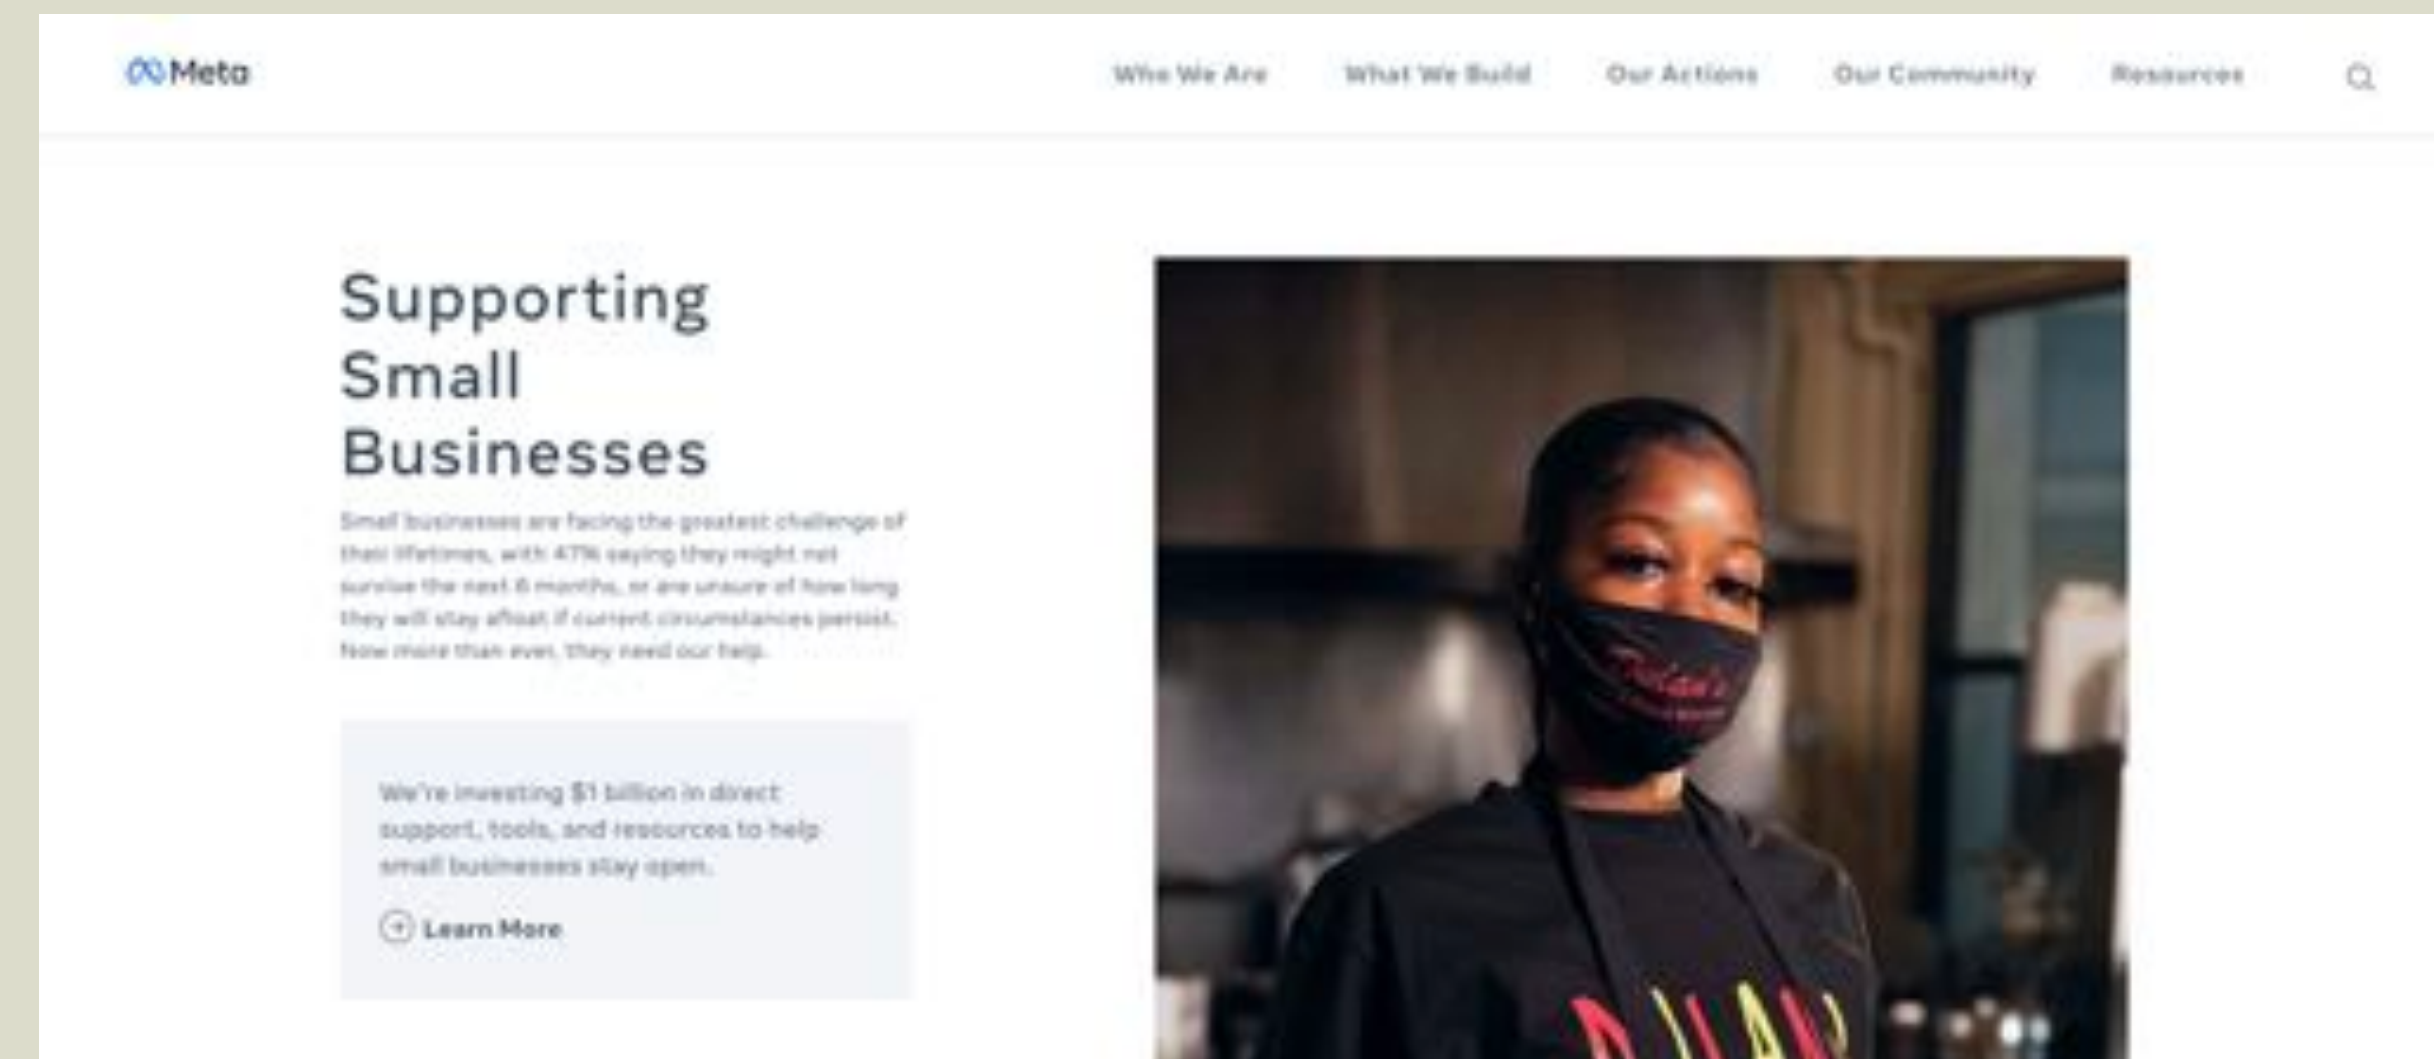 Meta
Who We Are
What We Build
Our Actions
Our Community
Resources
Supporting
Small
Businesses
Small businesses are facing the greatest challenge of
their lifetimes, with 47% saying they might not
survive the next 6 months, or are unsure of how long
they will stay afloat if current circumstances persist.
Now more than ever, they need our help.
We're investing $1 billion in direct
support, tools, and resources to help
small businesses stay open.
Learn More